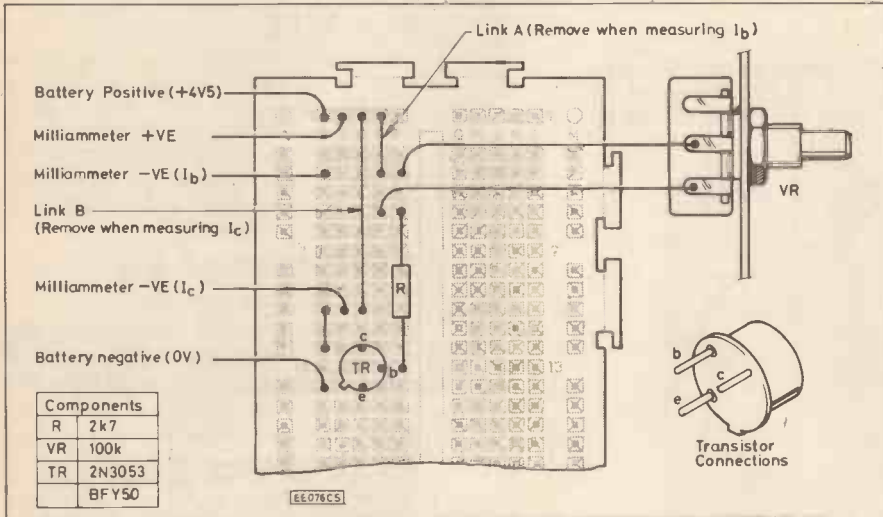 Link A (Remove when measuring Ib)
Battery Positive (+4V5)
Milliammeter +VE
Milliammeter -VE (Ib)
Link B
(Remove when measuring Ic)
Milliammeter -VE (Ic)
Battery negative (0V)
VR
R
c
TR
b
e
13
b
c
e
Transistor
Connections
Components
R 2k7
VR 100k
TR 2N3053
BFY50
EE076CS